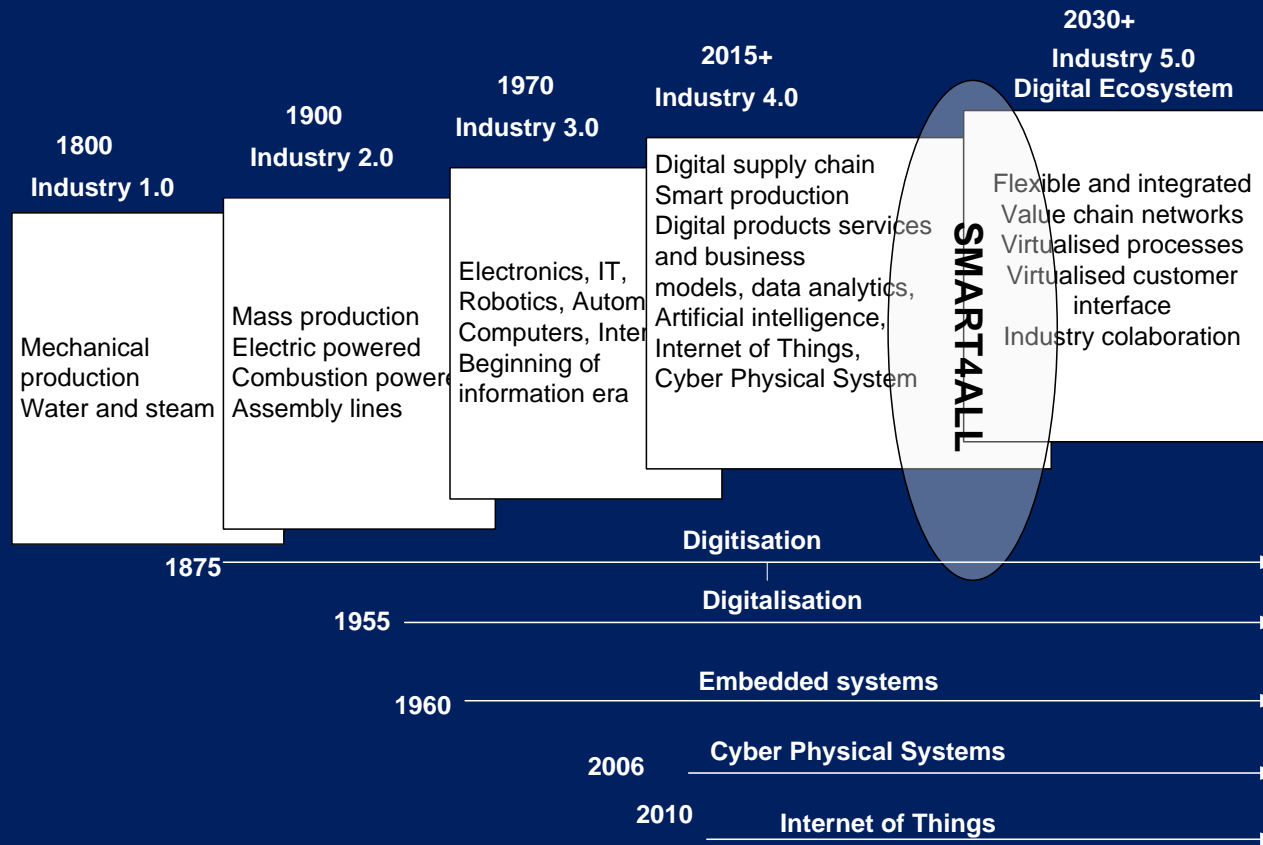 1800
Industry 1.0
Mechanical
production
Water and steam
1900
Industry 2.0
Mass production
Electric powered
Combustion powere
Assembly lines
1970
Industry 3.0
Electronics, IT,
Robotics, Autom
Computers, Inter
Beginning of
information era
2015+
Industry 4.0
Digital supply chain
Smart production
Digital products services
and business
models, data analytics,
Artificial intelligence,
Internet of Things,
Cyber Physical System
SMART4ALL
2030+
Industry 5.0
Digital Ecosystem
Flexible and integrated
Value chain networks
Virtualised processes
Virtualised customer
interface
Industry colaboration
1875
Digitisation
1955
Digitalisation
1960
Embedded systems
2006
Cyber Physical Systems
2010
Internet of Things